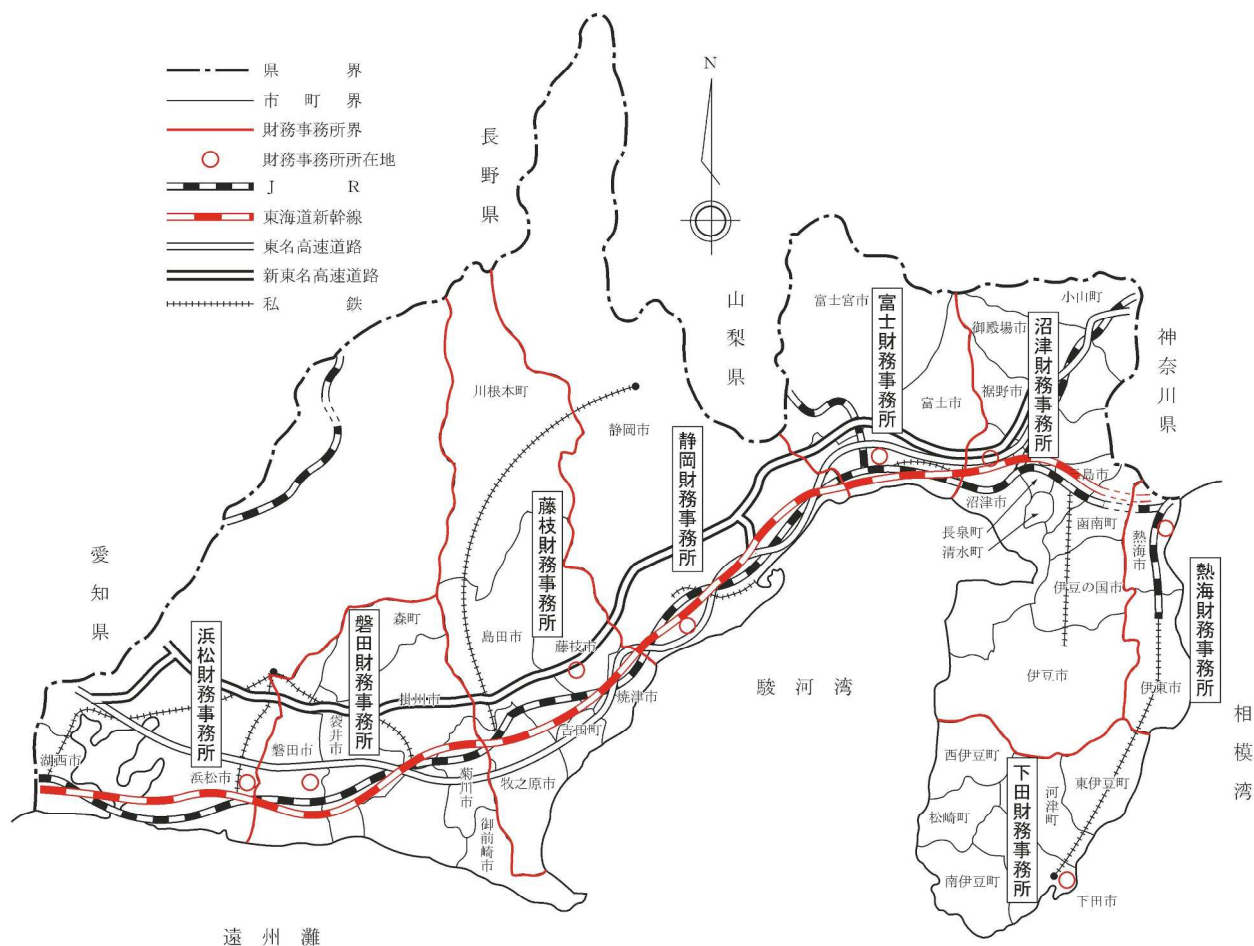 県界
市町界
財務事務所界
財務事務所所在地
JR
東海道新幹線
東名高速道路
新東名高速道路
私鉄
N
長野県
山梨県
神奈川県
愛知県
富士宮市
富士財務事務所
沼津財務事務所
小山町
御殿場市
裾野市
富士市
川根本町
静岡市
静岡財務事務所
藤枝財務事務所
三島市
沼津市
長泉町
清水町
函南町
熱海市
伊豆の国市
熱海財務事務所
浜松財務事務所
磐田財務事務所
森町
島田市
藤枝市
焼津市
掛州市
袋井市
磐田市
吉田町
湖西市
浜松市
菊川市
牧之原市
御前崎市
駿河湾
伊豆市
伊東市
相模湾
西伊豆町
下田財務事務所
河津町
東伊豆町
松崎町
南伊豆町
下田市
遠州灘